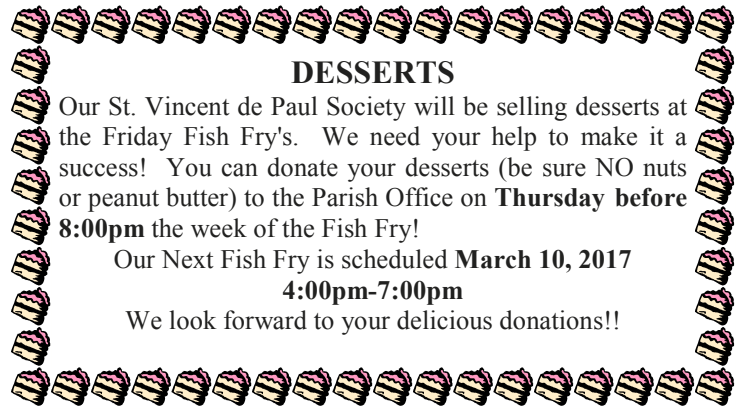 DESSERTS
Our St. Vincent de Paul Society will be selling desserts at
the Friday Fish Fry's.  We need your help to make it a
success!  You can donate your desserts (be sure NO nuts
or peanut butter) to the Parish Office on Thursday before
8:00pm the week of the Fish Fry!
Our Next Fish Fry is scheduled March 10, 2017
4:00pm-7:00pm
We look forward to your delicious donations!!